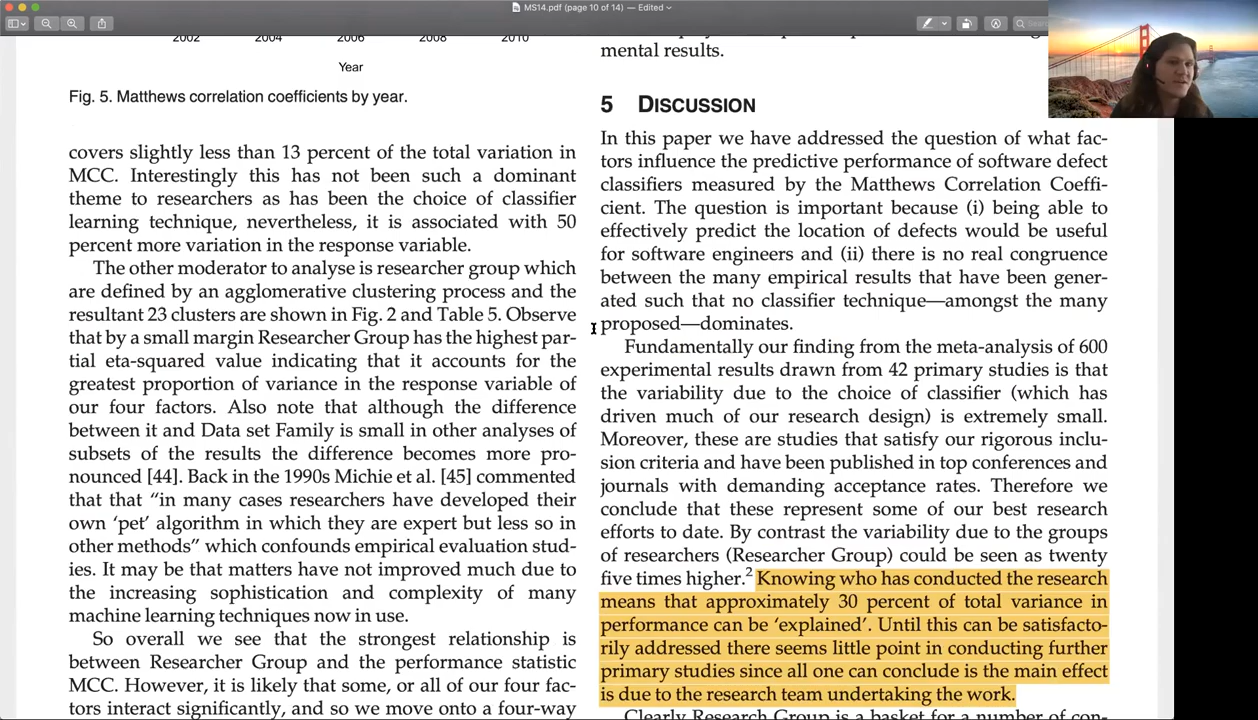 MS14.pdf (page 10 of 14) — Edited
2002 2004 2006 2008 2010
Year
Fig. 5. Matthews correlation coefficients by year.
covers slightly less than 13 percent of the total variation in
MCC. Interestingly this has not been such a dominant
theme to researchers as has been the choice of classifier
learning technique, nevertheless, it is associated with 50
percent more variation in the response variable.
The other moderator to analyse is researcher group which
are defined by an agglomerative clustering process and the
resultant 23 clusters are shown in Fig. 2 and Table 5. Observe
that by a small margin Researcher Group has the highest par-
tial eta-squared value indicating that it accounts for the
greatest proportion of variance in the response variable of
our four factors. Also note that although the difference
between it and Data set Family is small in other analyses of
subsets of the results the difference becomes more pro-
nounced [44]. Back in the 1990s Michie et al. [45] commented
that that “in many cases researchers have developed their
own ‘pet’ algorithm in which they are expert but less so in
other methods” which confounds empirical evaluation stud-
ies. It may be that matters have not improved much due to
the increasing sophistication and complexity of many
machine learning techniques now in use.
So overall we see that the strongest relationship is
between Researcher Group and the performance statistic
MCC. However, it is likely that some, or all of our four fac-
tors interact significantly, and so we move onto a four-way
mental results.
5 DISCUSSION
In this paper we have addressed the question of what fac-
tors influence the predictive performance of software defect
classifiers measured by the Matthews Correlation Coeffi-
cient. The question is important because (i) being able to
effectively predict the location of defects would be useful
for software engineers and (ii) there is no real congruence
between the many empirical results that have been gener-
ated such that no classifier technique—amongst the many
proposed—dominates.
Fundamentally our finding from the meta-analysis of 600
experimental results drawn from 42 primary studies is that
the variability due to the choice of classifier (which has
driven much of our research design) is extremely small.
Moreover, these are studies that satisfy our rigorous inclu-
sion criteria and have been published in top conferences and
journals with demanding acceptance rates. Therefore we
conclude that these represent some of our best research
efforts to date. By contrast the variability due to the groups
of researchers (Researcher Group) could be seen as twenty
five times higher.2 Knowing who has conducted the research
means that approximately 30 percent of total variance in
performance can be ‘explained’. Until this can be satisfacto-
rily addressed there seems little point in conducting further
primary studies since all one can conclude is the main effect
is due to the research team undertaking the work.
Clearly Research Group is a basket for a number of con-